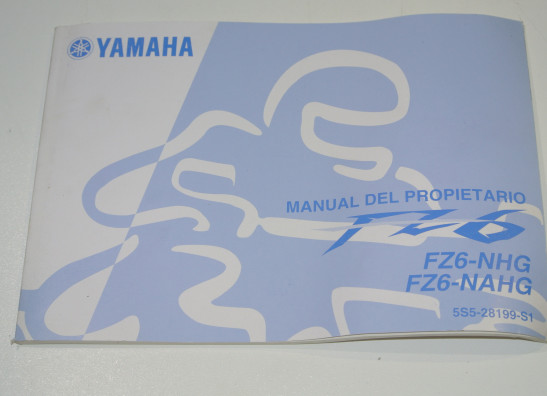 YAMAHA
MANUAL DEL PROPIETARIO
FZ6
FZ6-NHG
FZ6-NAHG
5S5-28199-S1